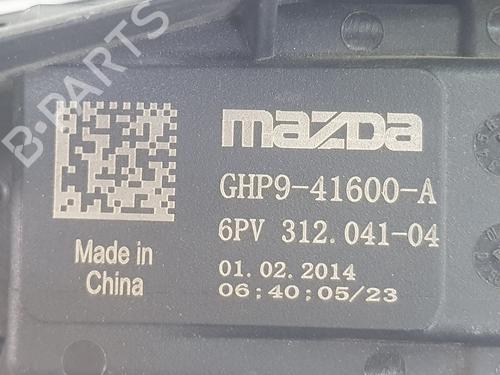 B-PARTS
mazda
GHP9-41600-A
6PV 312.041-04
Made in
China
01.02.2014
06;40;05/23